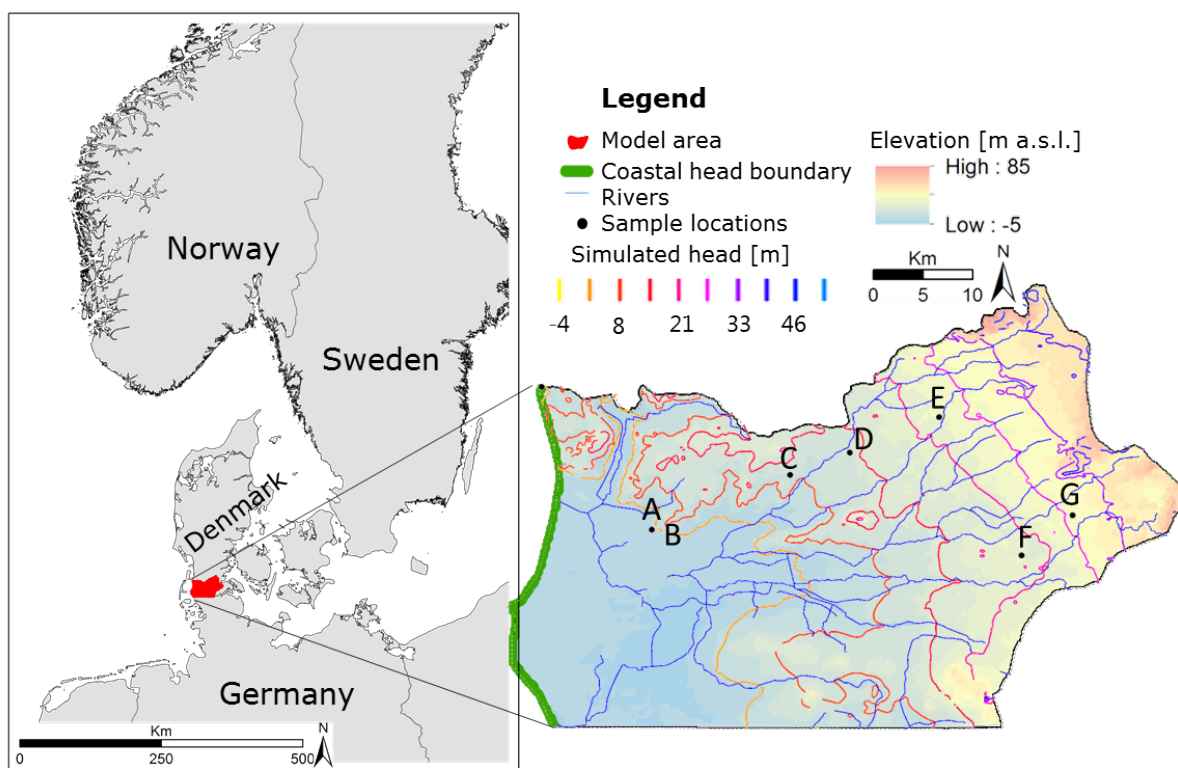 Norway
Sweden
Denmark
Germany
Km
0 250 500
N
Legend
Model area
Coastal head boundary
Rivers
Sample locations
Simulated head [m]
-4 8 21 33 46
Elevation [m a.s.l.]
High : 85
Low : -5
Km
0 5 10
N
E
D
C
G
A
B
F